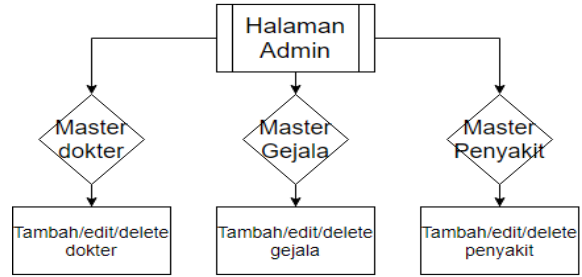 Halaman
Admin
Master
dokter
Master
Gejala
Master
Penyakit
Tambah/edit/delete
dokter
Tambah/edit/delete
gejala
Tambah/edit/delete
penyakit